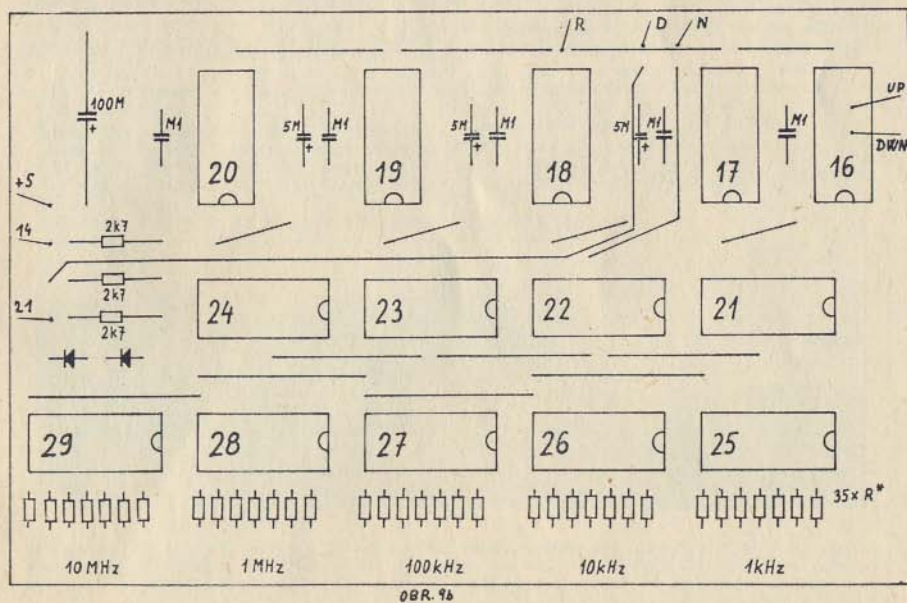 R D N
UP
100M
M1
5M M1
5M M1
5M M1
M1
DWN
20 19 18 17 16
+5
14
2k7
2k7
21
2k7
24 23 22 21
29 28 27 26 25
35x R*
10MHz 1MHz 100kHz 10kHz 1kHz
OBR. 9b